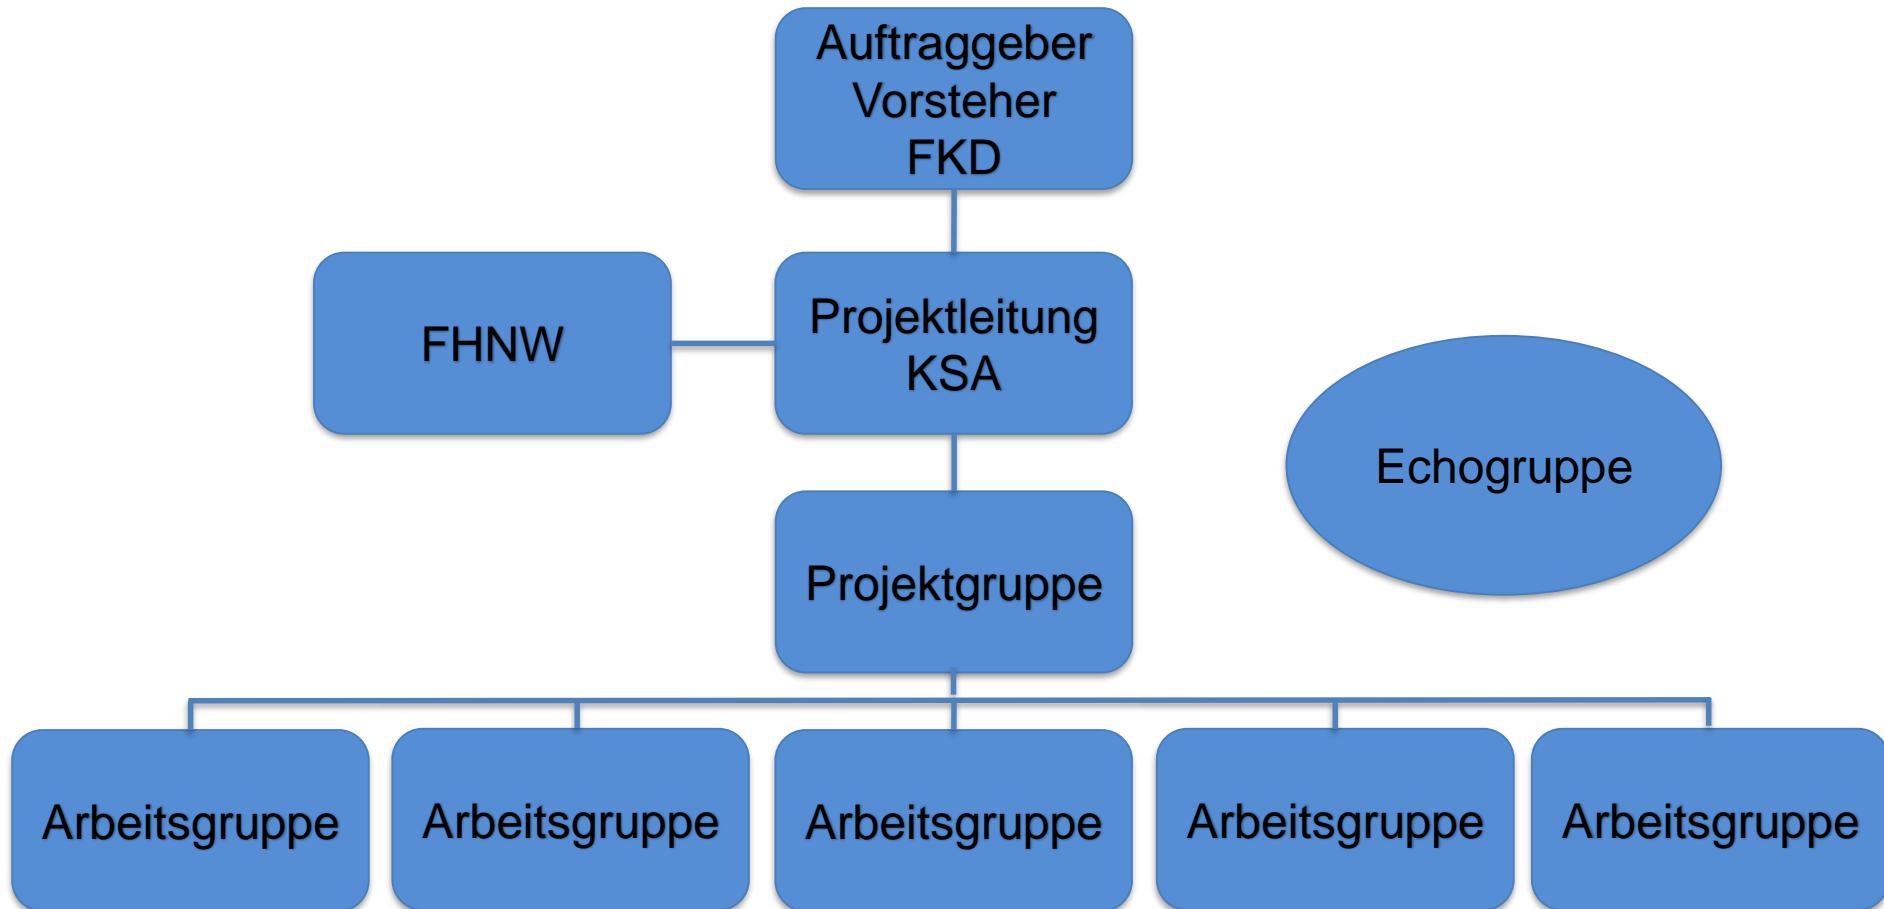 Auftraggeber
Vorsteher
FKD
FHNW
Projektleitung
KSA
Echogruppe
Projektgruppe
Arbeitsgruppe
Arbeitsgruppe
Arbeitsgruppe
Arbeitsgruppe
Arbeitsgruppe